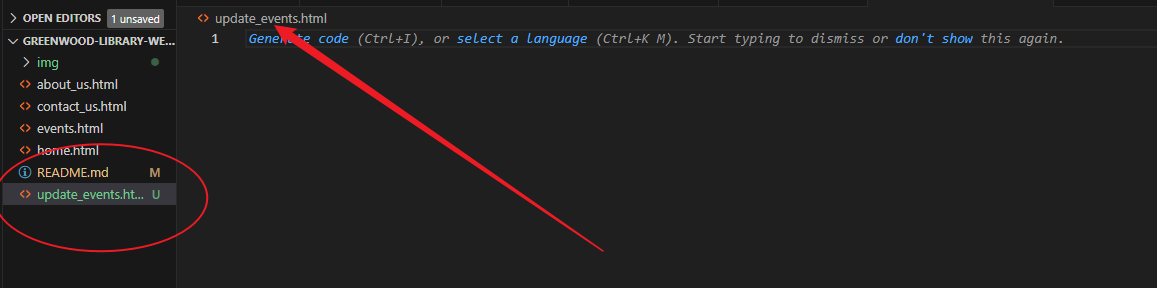 OPEN EDITORS 1 unsaved
GREENWOOD-LIBRARY-WE...
img
about_us.html
contact_us.html
events.html
home.html
README.md M
update_events.ht... U
update_events.html
1 Generate code (Ctrl+I), or select a language (Ctrl+K M). Start typing to dismiss or don't show this again.